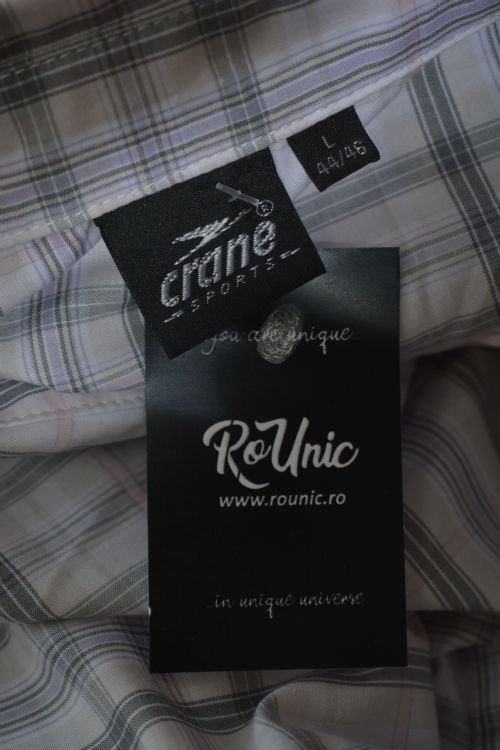 L
44/46
crane®
SPORTS
you are unique...
RoUnic
www.rounic.ro
...in unique universe